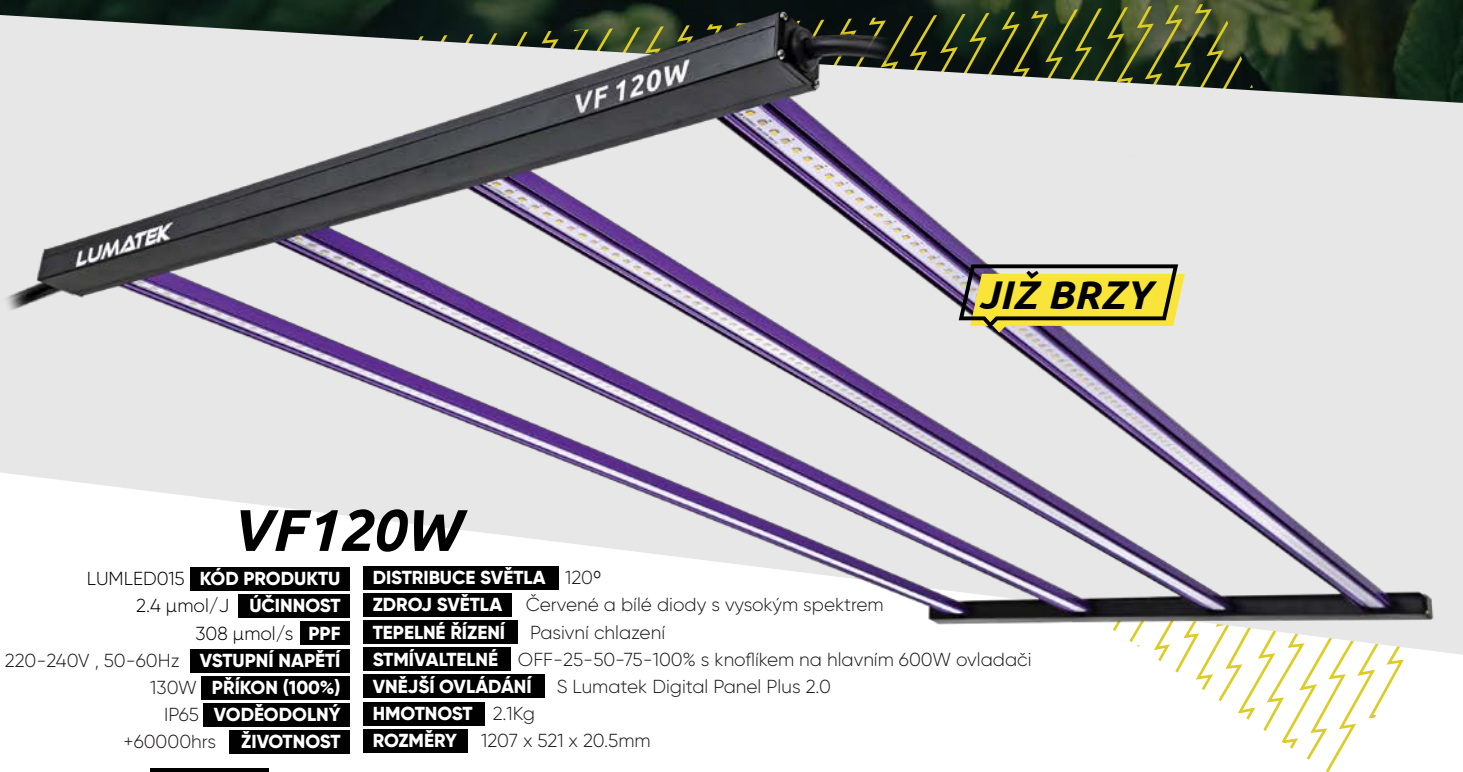 VF 120W
LUMATEK
JIŽ BRZY
VF120W
LUMLED015 KÓD PRODUKTU
2.4 µmol/J ÚČINNOST
308 µmol/s PPF
220-240V , 50-60Hz VSTUPNÍ NAPĚTÍ
130W PŘÍKON (100%)
IP65 VODĚODOLNÝ
+60000hrs ŽIVOTNOST
DISTRIBUCE SVĚTLA 120º
ZDROJ SVĚTLA Červené a bílé diody s vysokým spektrem
TEPELNÉ ŘÍZENÍ Pasivní chlazení
STMÍVALTELNÉ OFF-25-50-75-100% s knoflíkem na hlavním 600W ovladači
VNĚJŠÍ OVLÁDÁNÍ S Lumatek Digital Panel Plus 2.0
HMOTNOST 2.1Kg
ROZMĚRY 1207 x 521 x 20.5mm